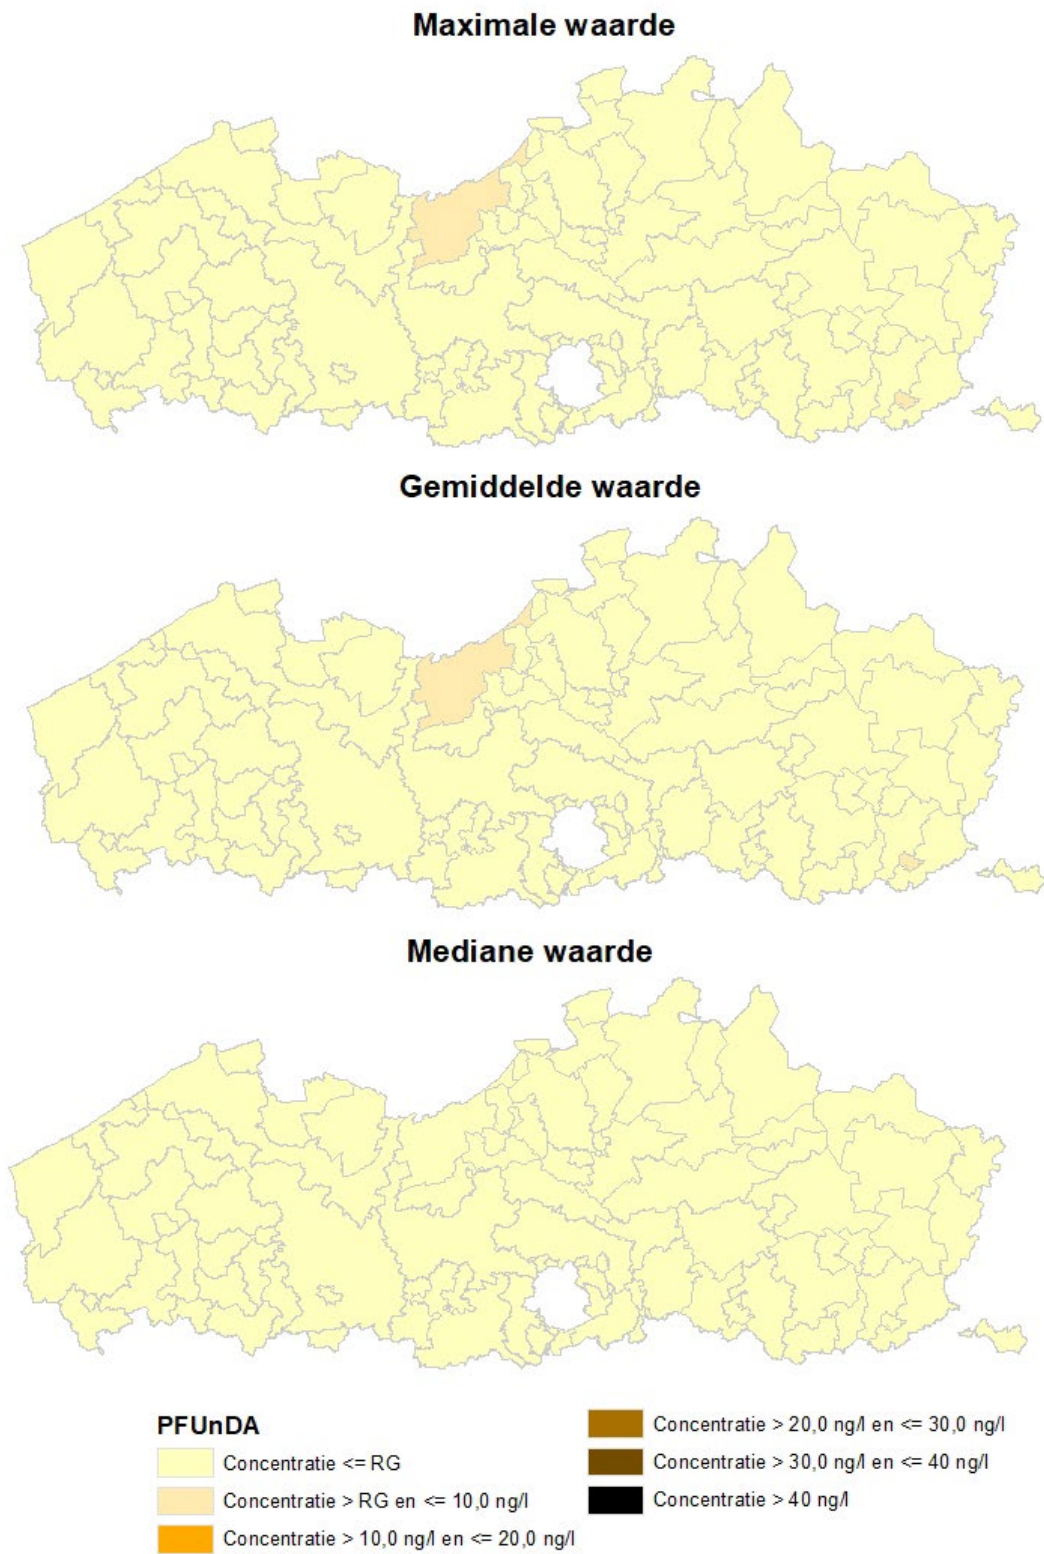 Maximale waarde
Gemiddelde waarde
Mediane waarde
PFUnDA
Concentratie <= RG
Concentratie > RG en <= 10,0 ng/l
Concentratie > 10,0 ng/l en <= 20,0 ng/l
Concentratie > 20,0 ng/l en <= 30,0 ng/l
Concentratie > 30,0 ng/l en <= 40 ng/l
Concentratie > 40 ng/l